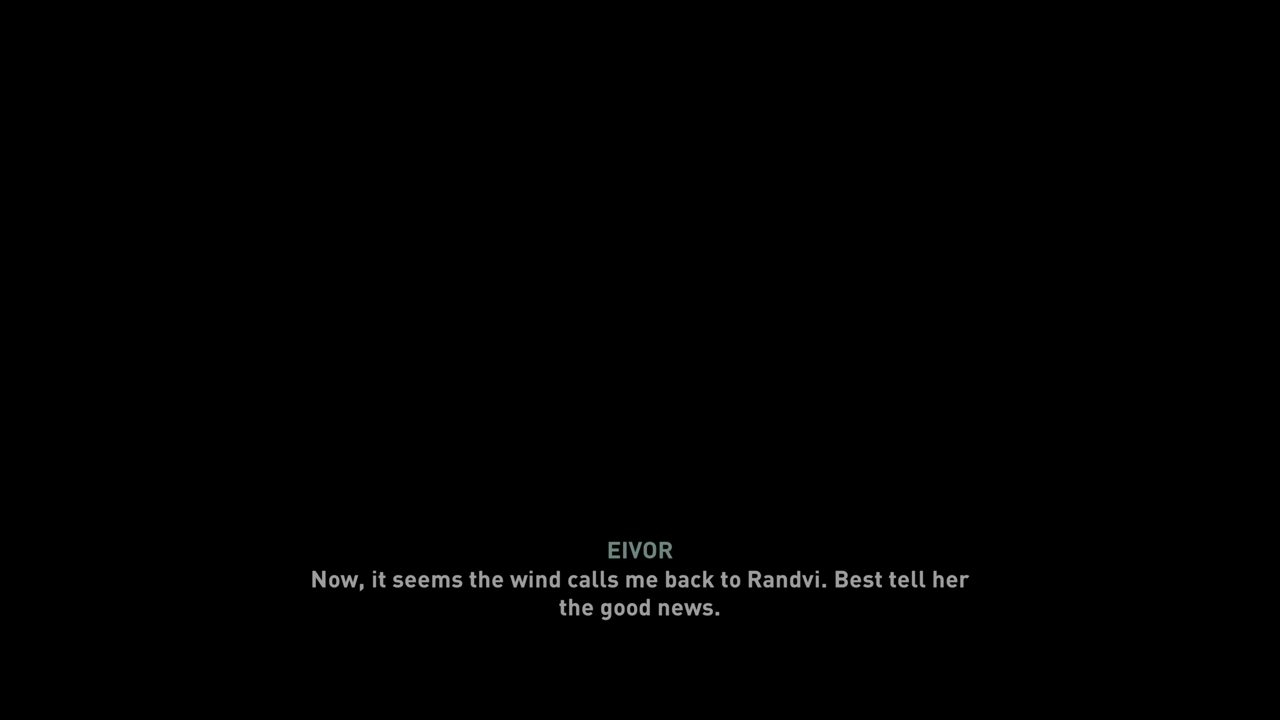 EIVOR
Now, it seems the wind calls me back to Randvi. Best tell her
the good news.